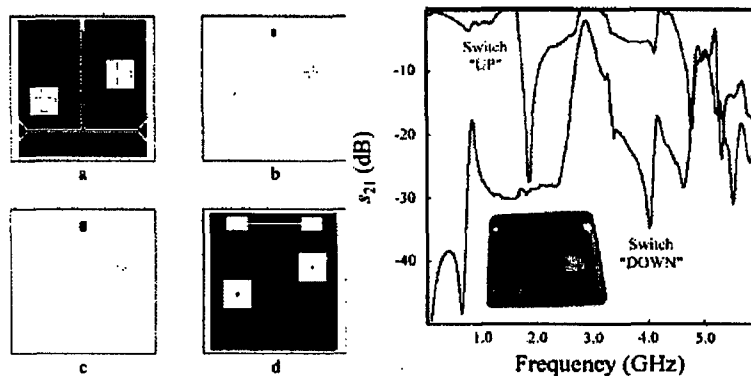 a
b
c
d
s21 (dB)
-10
-20
-30
-40
Switch
"UP"
Switch
"DOWN"
1.0 2.0 3.0 4.0 5.0
Frequency (GHz)